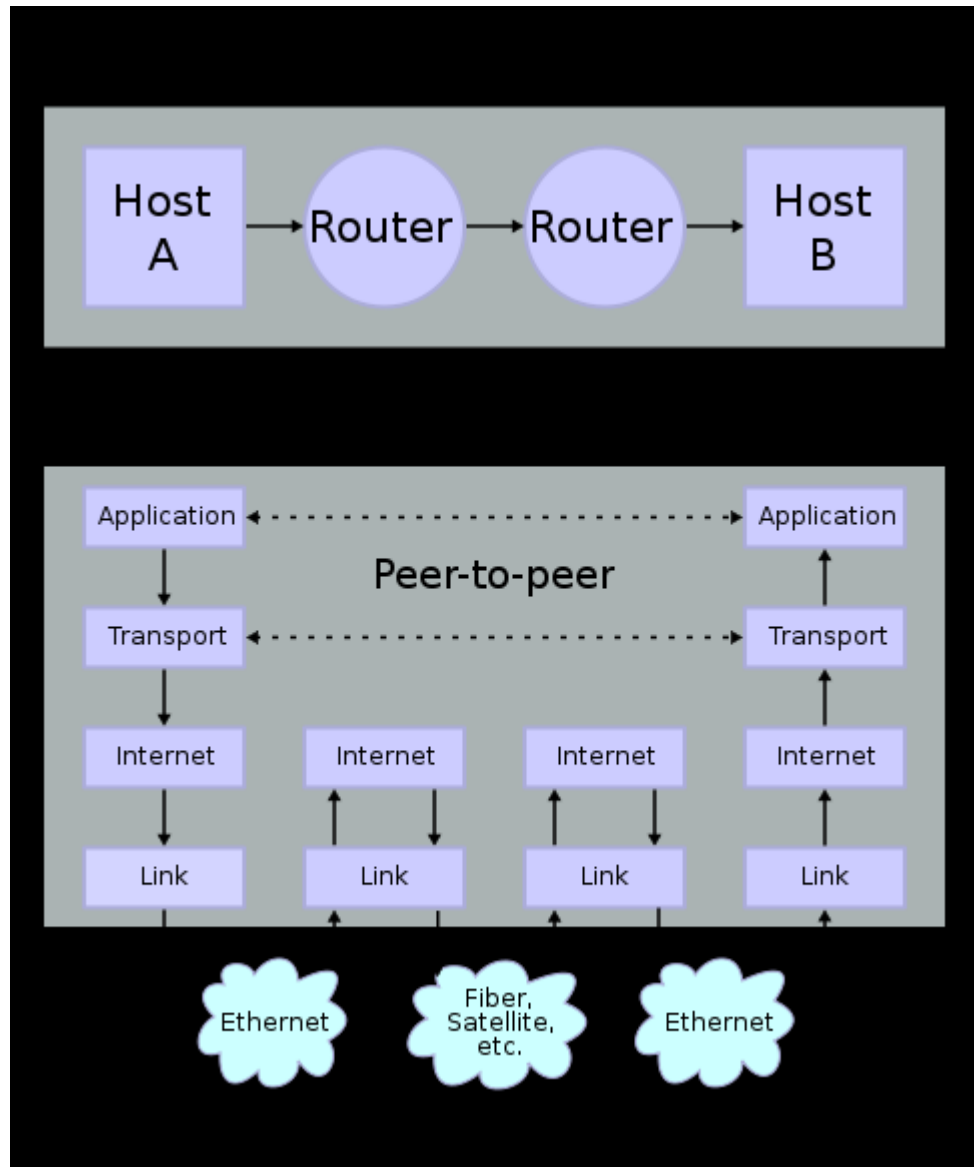 Host
A
Router
Router
Host
B
Application
Application
Peer-to-peer
Transport
Transport
Internet
Internet
Internet
Internet
Link
Link
Link
Link
Ethernet
Fiber,
Satellite,
etc.
Ethernet